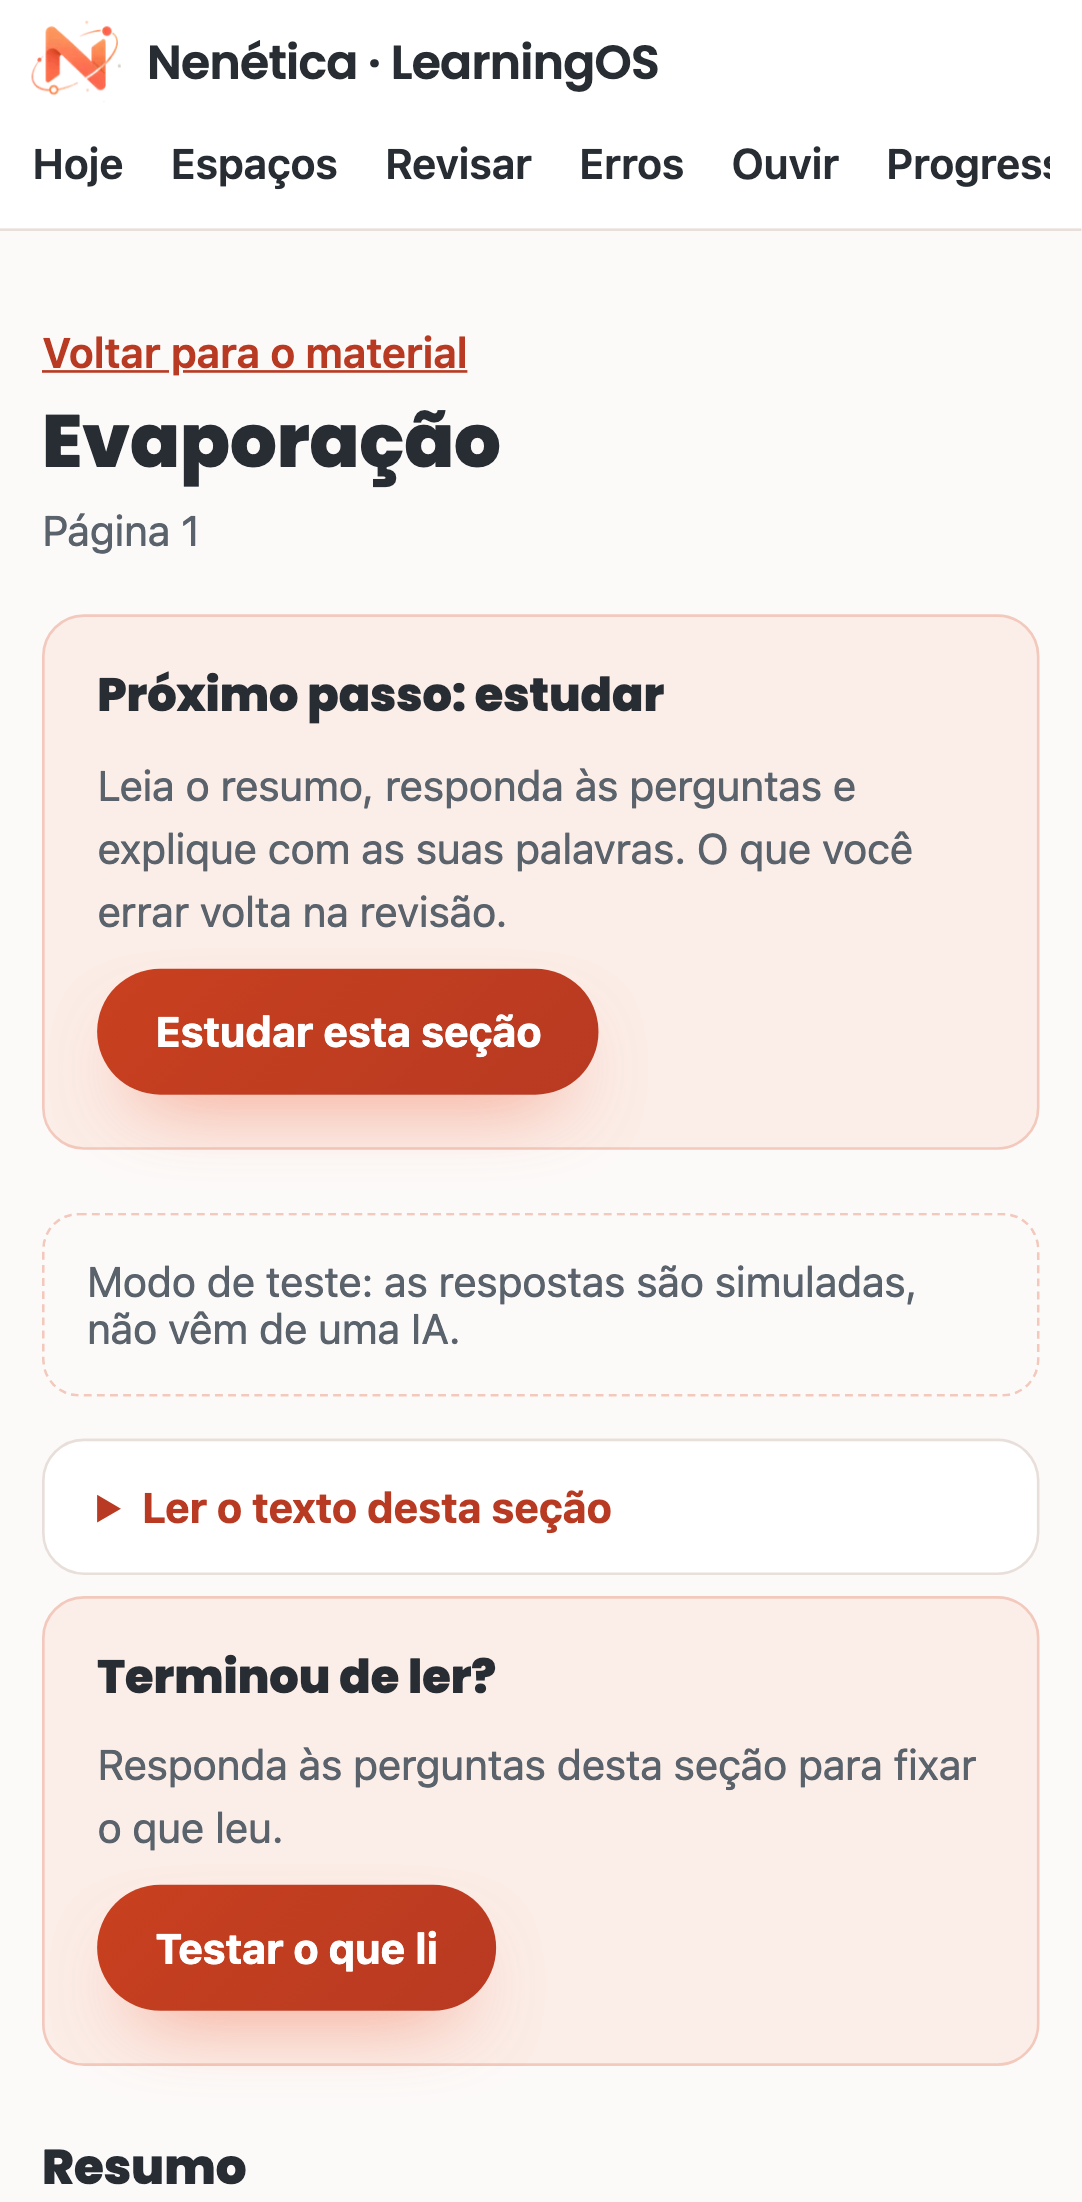 Nenética · LearningOS
Hoje Espaços Revisar Erros Ouvir Progress
Voltar para o material
Evaporação
Página 1
Próximo passo: estudar
Leia o resumo, responda às perguntas e
explique com as suas palavras. O que você
errar volta na revisão.
Estudar esta seção
Modo de teste: as respostas são simuladas,
não vêm de uma IA.
Ler o texto desta seção
Terminou de ler?
Responda às perguntas desta seção para fixar
o que leu.
Testar o que li
Resumo